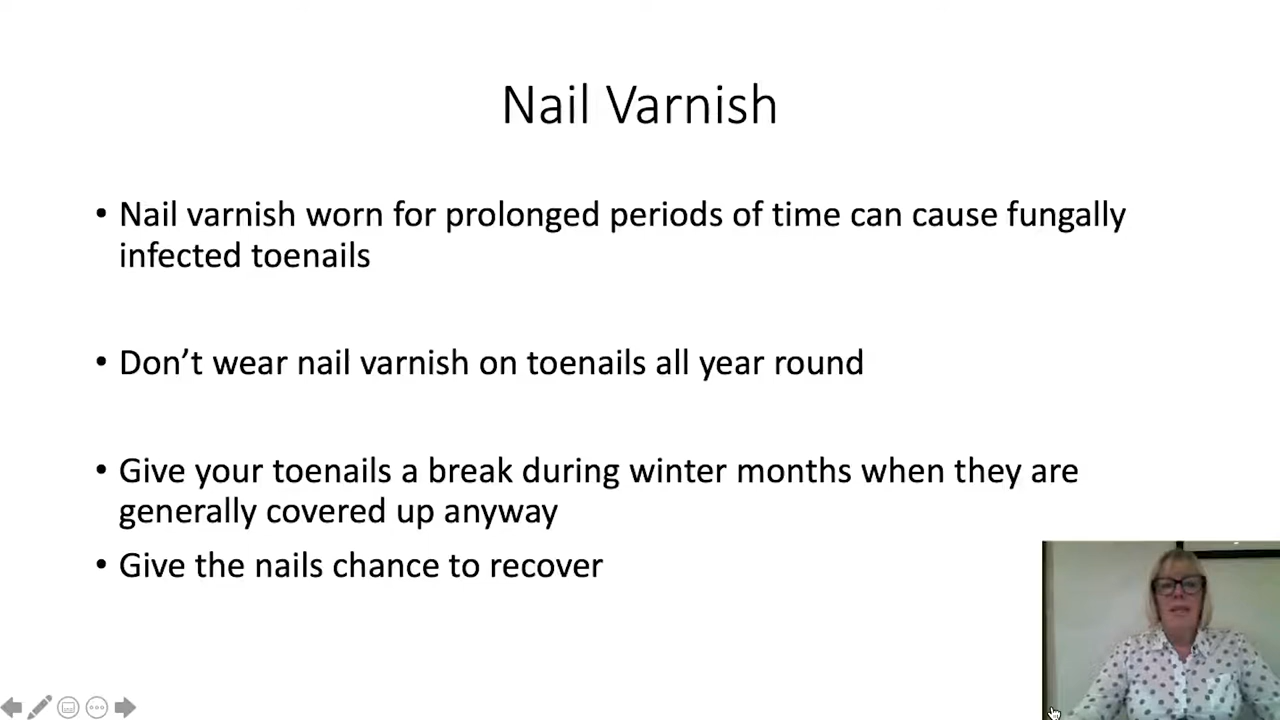 Nail Varnish
• Nail varnish worn for prolonged periods of time can cause fungally
infected toenails
• Don’t wear nail varnish on toenails all year round
• Give your toenails a break during winter months when they are
generally covered up anyway
• Give the nails chance to recover